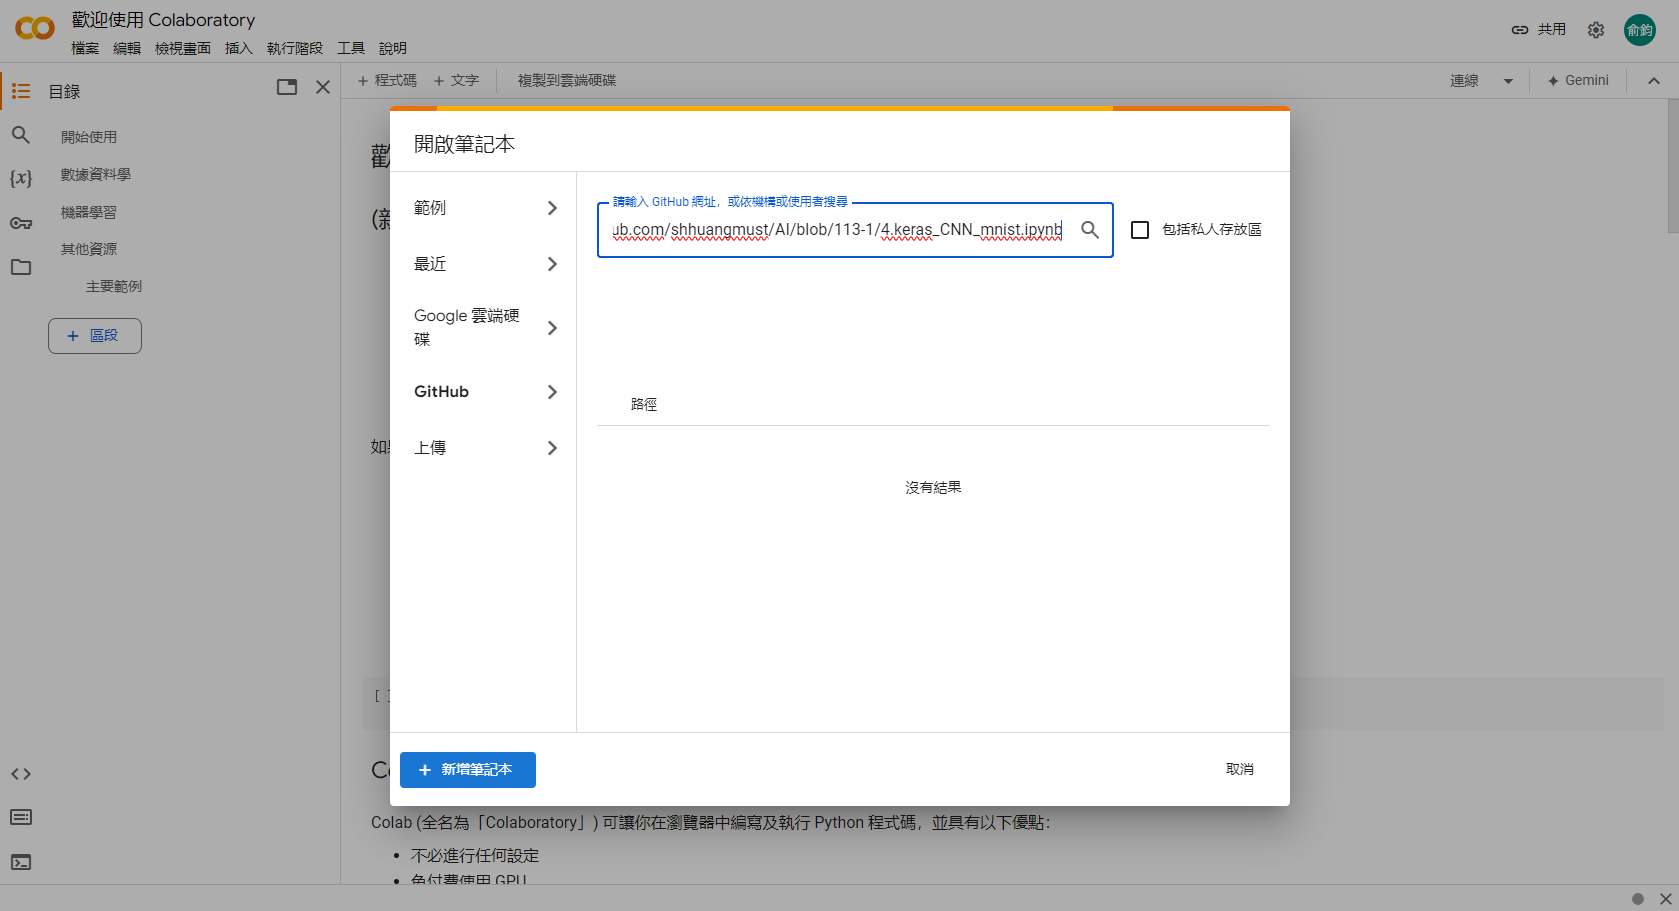 歡迎使用 Colaboratory
檔案 編輯 檢視畫面 插入 執行階段 工具 說明
共用
俞鈞
目錄
開始使用
數據資料學
機器學習
其他資源
主要範例
+ 區段
+ 程式碼 + 文字 複製到雲端硬碟
連線
Gemini
開啟筆記本
範例
最近
Google 雲端硬
碟
GitHub
上傳
請輸入 GitHub 網址，或依機構或使用者搜尋
ub.com/shhuangmust/AI/blob/113-1/4.keras_CNN_mnist.ipynb
包括私人存放區
路徑
沒有結果
+ 新增筆記本
取消
Colab (全名為「Colaboratory」) 可讓你在瀏覽器中編寫及執行 Python 程式碼，並具有以下優點：
• 不必進行任何設定
• 免付費使用 GPU